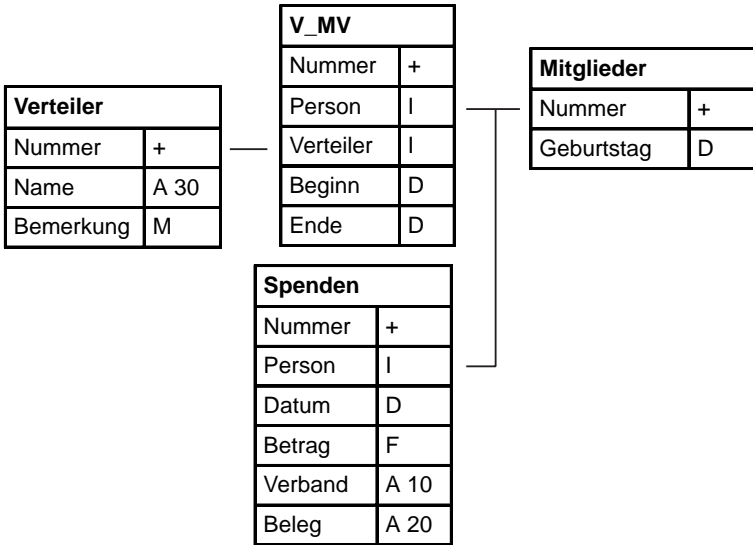 Verteiler
Nummer +
Name A 30
Bemerkung M
V_MV
Nummer +
Person I
Verteiler I
Beginn D
Ende D
Mitglieder
Nummer +
Geburtstag D
Spenden
Nummer +
Person I
Datum D
Betrag F
Verband A 10
Beleg A 20